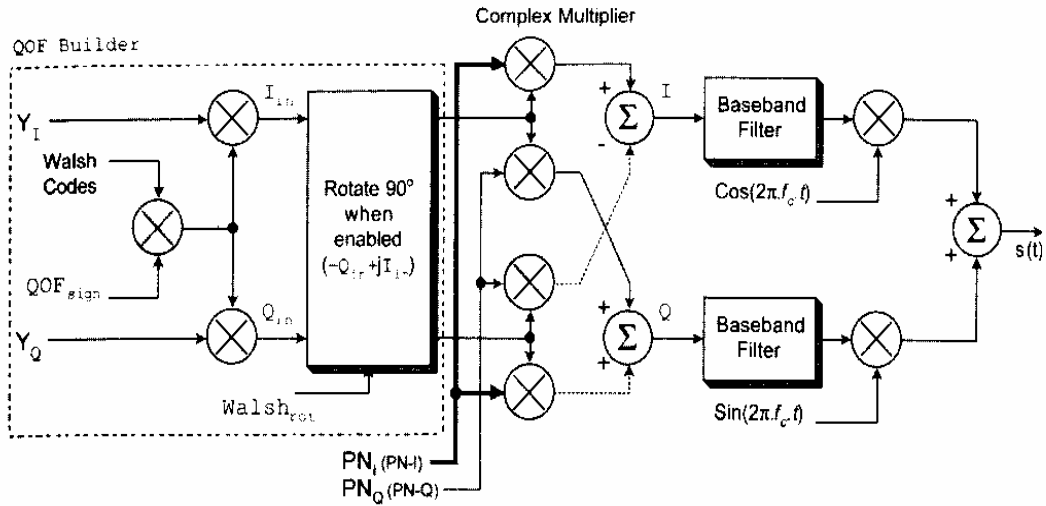 Complex Multiplier
QOF Builder
Y_I
I_in
Walsh
Codes
QOF_sign
Y_Q
Q_in
Rotate 90°
when
enabled
(-Q_in+jI_in)
Walsh_rot
PN_I (PN-I)
PN_Q (PN-Q)
+
Σ
-
I
Baseband
Filter
Cos(2π.f_c.t)
+
Σ
+
Q
Baseband
Filter
Sin(2π.f_c.t)
+
Σ
+
s(t)